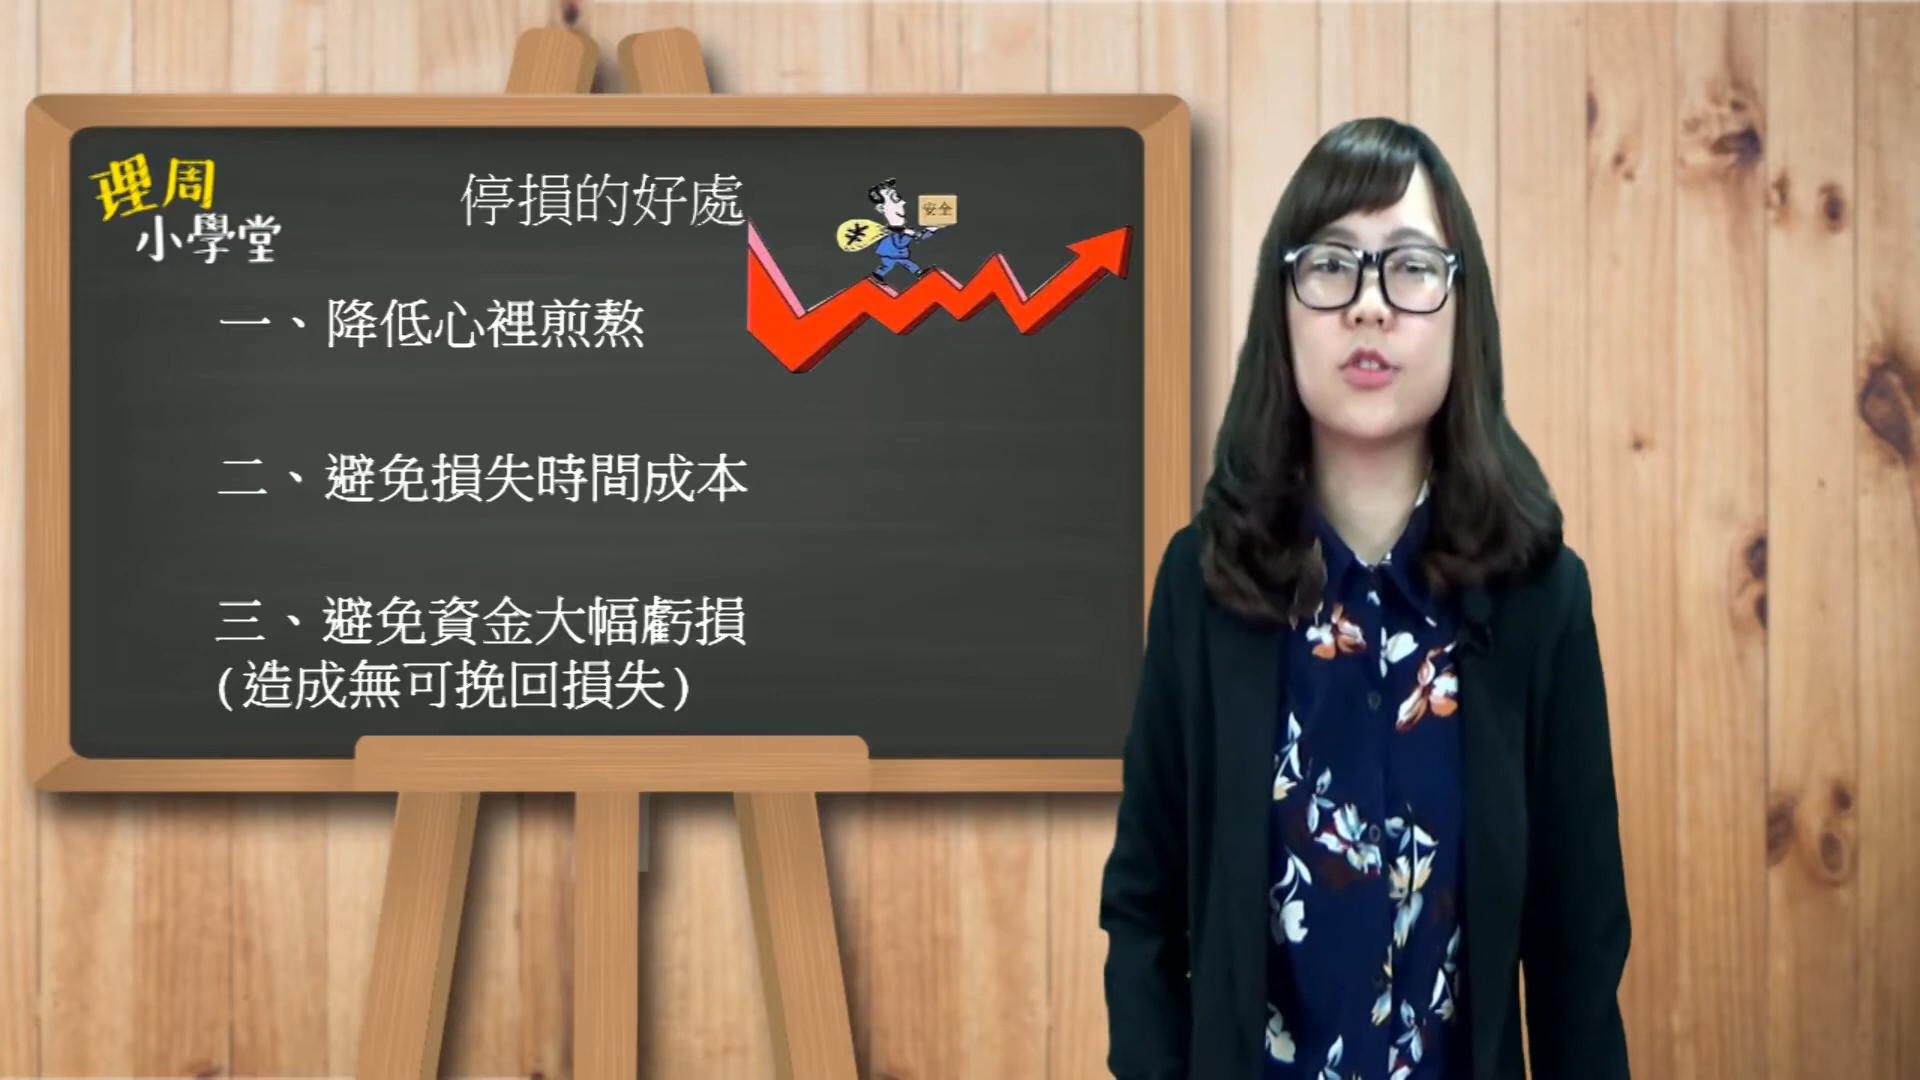 理周
小學堂
停損的好處
安全
一、降低心裡煎熬
二、避免損失時間成本
三、避免資金大幅虧損
(造成無可挽回損失)